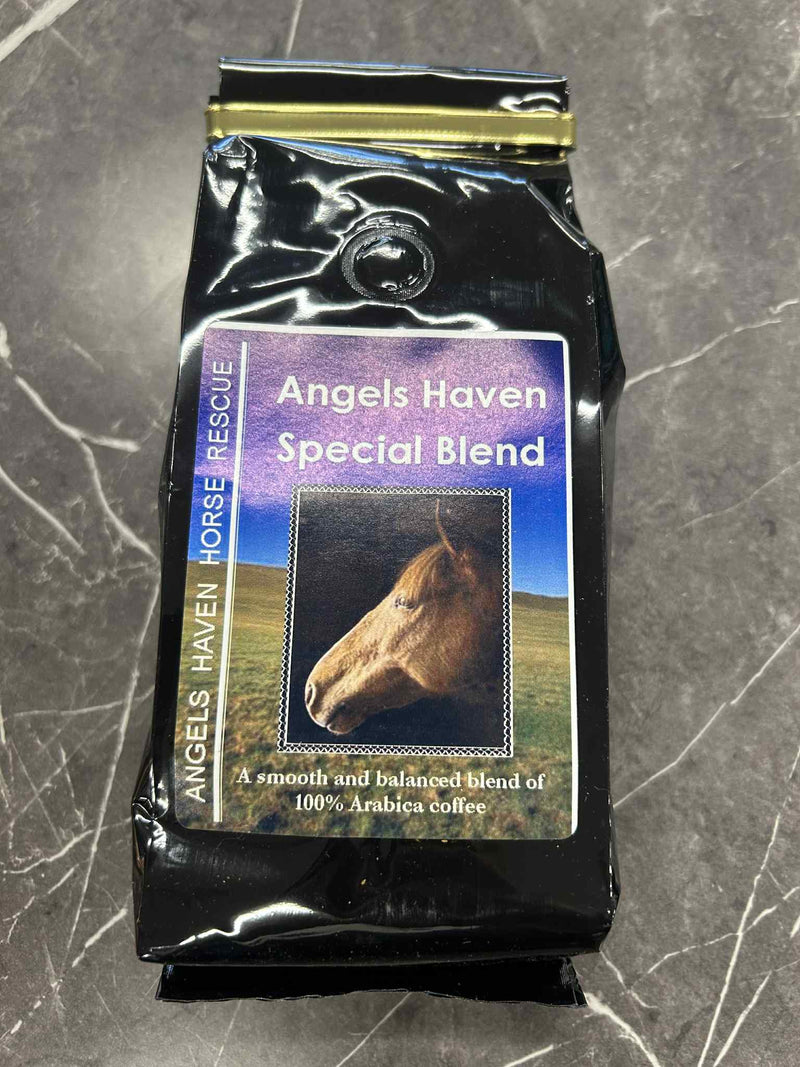 Angels Haven
Special Blend
ANGELS HAVEN HORSE RESCUE
A smooth and balanced blend of
100% Arabica coffee